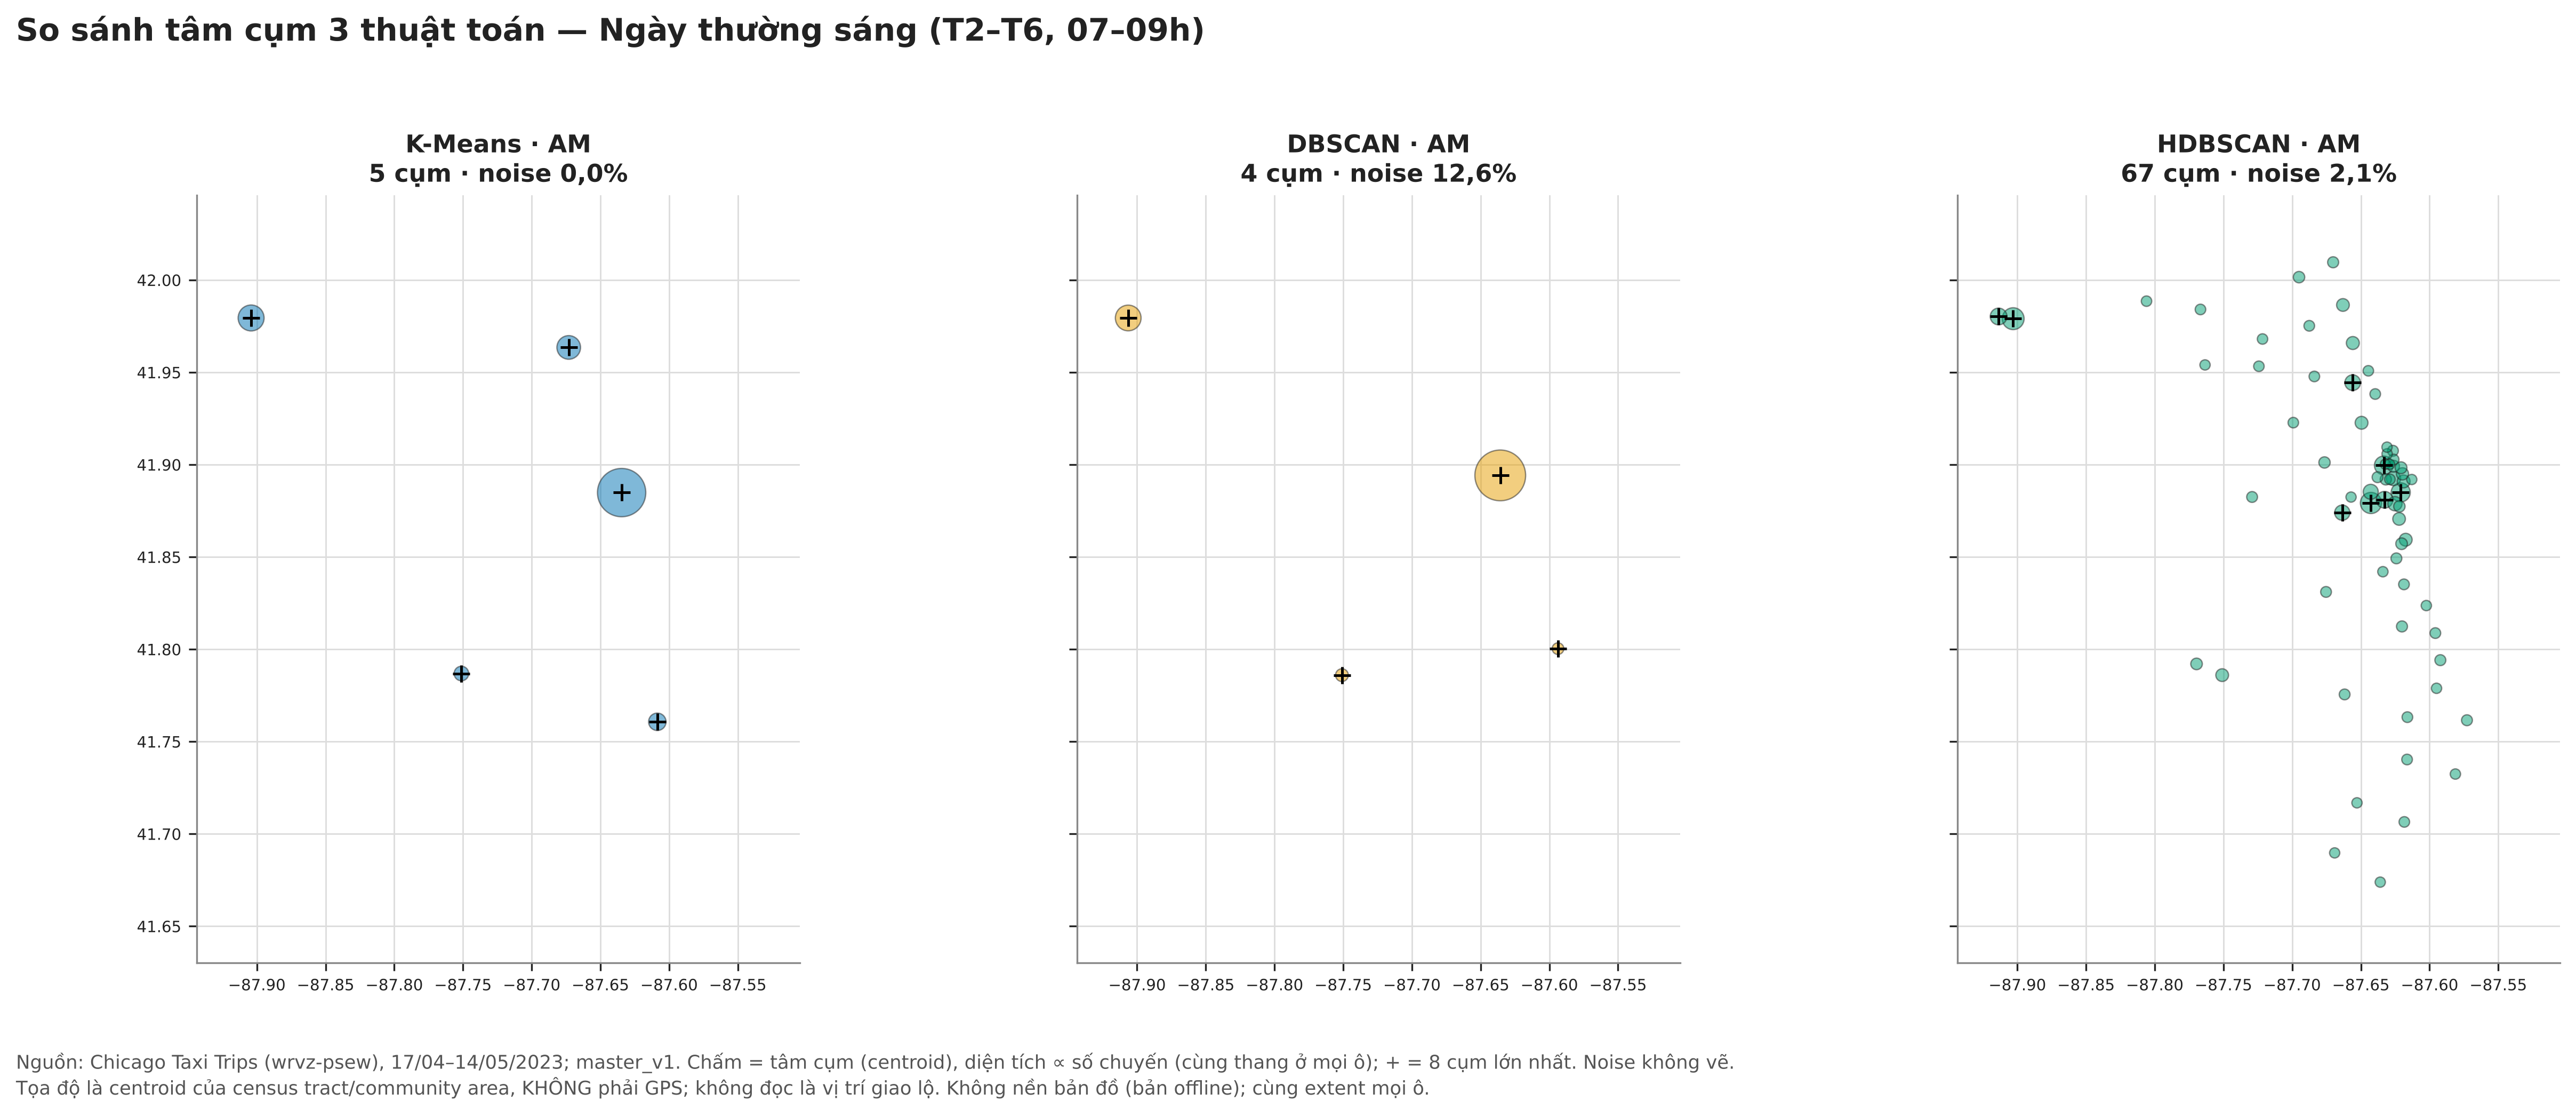 So sánh tâm cụm 3 thuật toán — Ngày thường sáng (T2–T6, 07–09h)
K-Means · AM
5 cụm · noise 0,0%
DBSCAN · AM
4 cụm · noise 12,6%
HDBSCAN · AM
67 cụm · noise 2,1%
42.00
41.95
41.90
41.85
41.80
41.75
41.70
41.65
−87.90 −87.85 −87.80 −87.75 −87.70 −87.65 −87.60 −87.55
−87.90 −87.85 −87.80 −87.75 −87.70 −87.65 −87.60 −87.55
−87.90 −87.85 −87.80 −87.75 −87.70 −87.65 −87.60 −87.55
Nguồn: Chicago Taxi Trips (wrvz-psew), 17/04–14/05/2023; master_v1. Chấm = tâm cụm (centroid), diện tích ∝ số chuyến (cùng thang ở mọi ô); + = 8 cụm lớn nhất. Noise không vẽ.
Tọa độ là centroid của census tract/community area, KHÔNG phải GPS; không đọc là vị trí giao lộ. Không nền bản đồ (bản offline); cùng extent mọi ô.